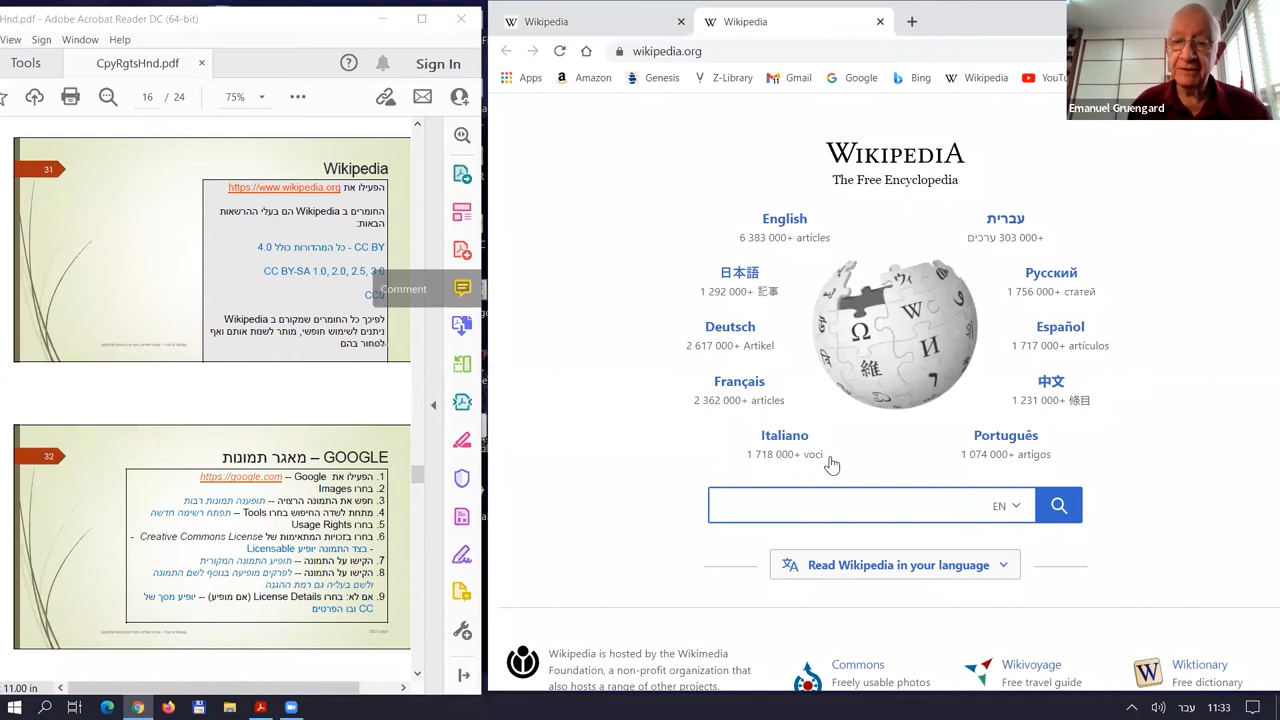 Hnd.pdf - Adobe Acrobat Reader DC (64-bit)
View Sign Window Help
Tools
CpyRgtsHnd.pdf
Sign In
16 / 24
75%
31
Wikipedia
הפעילו את https://www.wikipedia.org
החומרים ב Wikipedia הם בעלי ההרשאות
הבאות:
CC BY - כל המהדורות כולל 4.0
CC BY-SA 1.0, 2.0, 2.5, 3.0
CC0
לפיכך כל החומרים שמקורם ב Wikipedia
ניתנים לשימוש חופשי, מותר לשנות אותם ואף
לסחור בהם
Comment
32
GOOGLE – מאגר תמונות
1. הפעילו את Google -- https://google.com
2. בחרו Images
3. חפש את התמונה הרצויה -- תופענה תמונות רבות
4. מתחת לשדה החיפוש בחרו Tools -- תפתח רשימה חדשה
5. בחרו Usage Rights
6. בחרו בזכויות המתאימות של Creative Commons License -
- בצד התמונה יופיע Licensable
7. הקישו על התמונה -- תופיע התמונה המקורית
8. הקישו על התמונה -- לפרקים מופיעה בנוסף לשם התמונה
ולשם בעליה גם רמת ההגנה
9. אם לא: בחרו License Details (אם מופיע) -- יופיע מסך של
CC ובו הפרטים
11.00 in
Wikipedia
Wikipedia
wikipedia.org
Apps Amazon Genesis Z-Library Gmail Google Bing Wikipedia YouTu
Emanuel Gruengard
WIKIPEDIA
The Free Encyclopedia
English
6 383 000+ articles
עברית
303 000+ ערכים
日本語
1 292 000+ 記事
Русский
1 756 000+ статей
Deutsch
2 617 000+ Artikel
Español
1 717 000+ artículos
Français
2 362 000+ articles
中文
1 231 000+ 條目
Italiano
1 718 000+ voci
Português
1 074 000+ artigos
EN
Read Wikipedia in your language
Wikipedia is hosted by the Wikimedia
Foundation, a non-profit organization that
also hosts a range of other projects.
Commons
Freely usable photos
Wikivoyage
Free travel guide
Wiktionary
Free dictionary
עבר
11:33